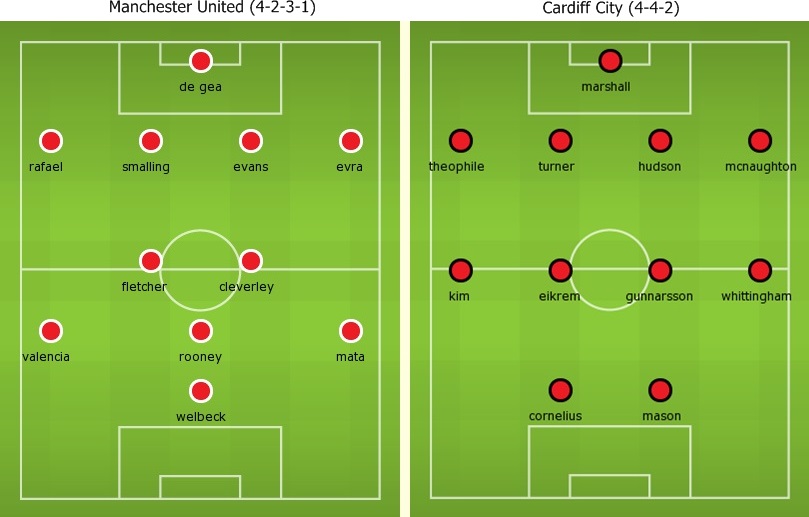 Manchester United (4-2-3-1)
de gea
rafael smalling evans evra
fletcher cleverley
valencia rooney mata
welbeck
Cardiff City (4-4-2)
marshall
theophile turner hudson mcnaughton
kim eikrem gunnarsson whittingham
cornelius mason